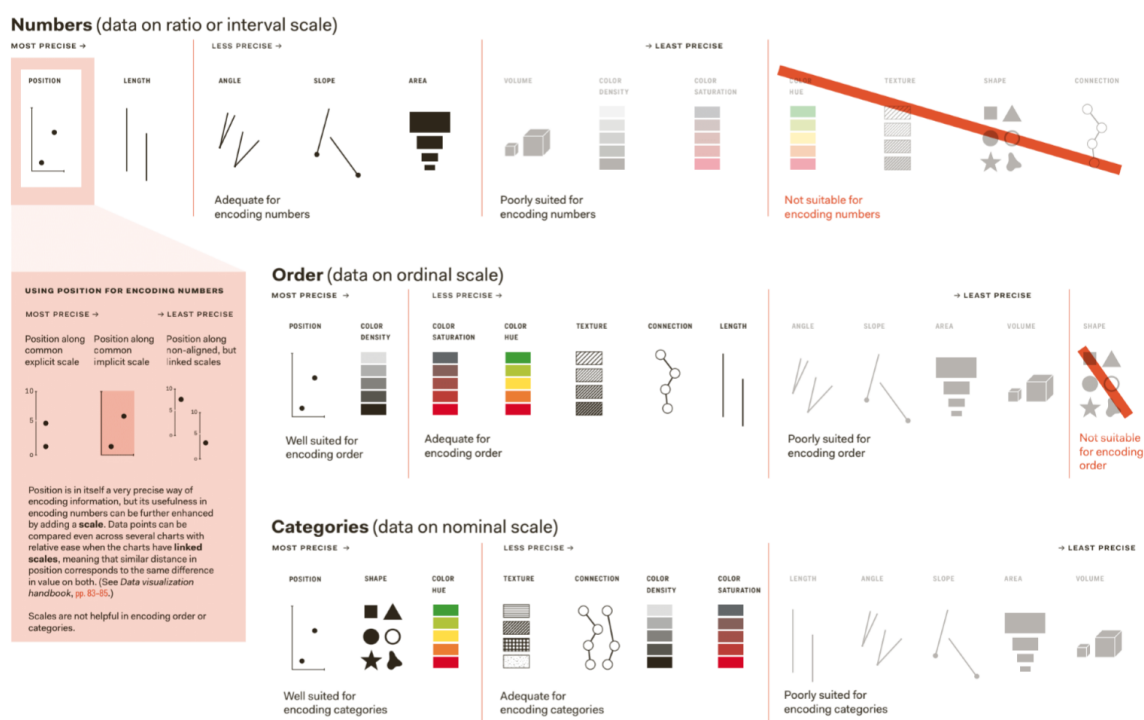 Numbers (data on ratio or interval scale)
MOST PRECISE →
LESS PRECISE →
→ LEAST PRECISE
POSITION
LENGTH
ANGLE
SLOPE
AREA
VOLUME
COLOR
DENSITY
COLOR
SATURATION
COLOR
HUE
TEXTURE
SHAPE
CONNECTION
Adequate for
encoding numbers
Poorly suited for
encoding numbers
Not suitable for
encoding numbers
USING POSITION FOR ENCODING NUMBERS
MOST PRECISE →
→ LEAST PRECISE
Position along
common
explicit scale
Position along
common
implicit scale
Position along
non-aligned, but
linked scales
10
5
0
10
5
0
10
5
0
Position is in itself a very precise way of
encoding information, but its usefulness in
encoding numbers can be further enhanced
by adding a scale. Data points can be
compared even across several charts with
relative ease when the charts have linked
scales, meaning that similar distance in
position corresponds to the same difference
in value on both. (See Data visualization
handbook, pp. 83–85.)
Scales are not helpful in encoding order or
categories.
Order (data on ordinal scale)
MOST PRECISE →
LESS PRECISE →
→ LEAST PRECISE
POSITION
COLOR
DENSITY
COLOR
SATURATION
COLOR
HUE
TEXTURE
CONNECTION
LENGTH
ANGLE
SLOPE
AREA
VOLUME
SHAPE
Well suited for
encoding order
Adequate for
encoding order
Poorly suited for
encoding order
Not suitable
for encoding
order
Categories (data on nominal scale)
MOST PRECISE →
LESS PRECISE →
→ LEAST PRECISE
POSITION
SHAPE
COLOR
HUE
TEXTURE
CONNECTION
COLOR
DENSITY
COLOR
SATURATION
LENGTH
ANGLE
SLOPE
AREA
VOLUME
Well suited for
encoding categories
Adequate for
encoding categories
Poorly suited for
encoding categories